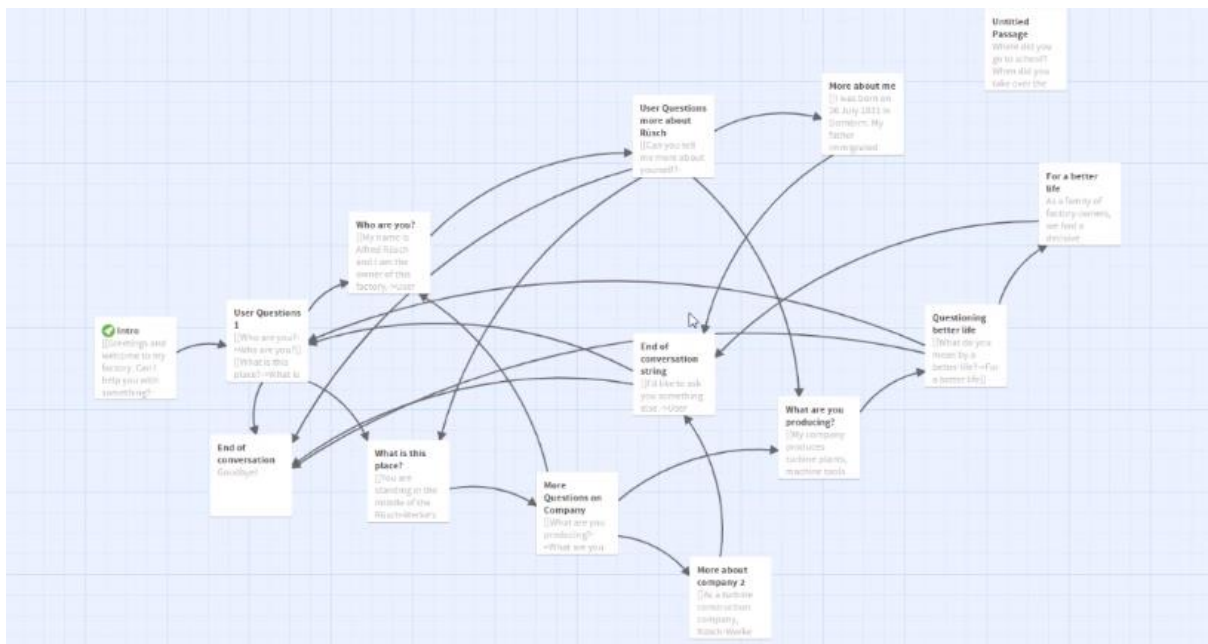 Untitled
Passage
Where did you
go to school?
When did you
take over the
More about me
[[I was born on
26 July 1831 in
Dornbirn. My
father
immigrated
User Questions
more about
Rüsch
[[Can you tell
me more about
yourself?-
For a better
life
As a family of
factory owners,
we had a
decisive
Who are you?
[[My name is
Alfred Rüsch
and I am the
owner of this
factory.->User
User Questions
1
[[Who are you?-
>Who are you?]]
[[What is this
place?->What is
Intro
[[Greetings and
welcome to my
factory. Can I
help you with
something?
Questioning
better life
[[What do you
mean by a
better life?->For
a better life]]
End of
conversation
string
[[I'd like to ask
you something
else.->User
What are you
producing?
[[My company
produces
turbine plants,
machine tools
End of
conversation
Goodbye!
What is this
place?
[[You are
standing in the
middle of the
Rüsch-Werke
More
Questions on
Company
[[What are you
producing?-
>What are you
More about
company 2
[[As a turbine
construction
company,
Rüsch-Werke